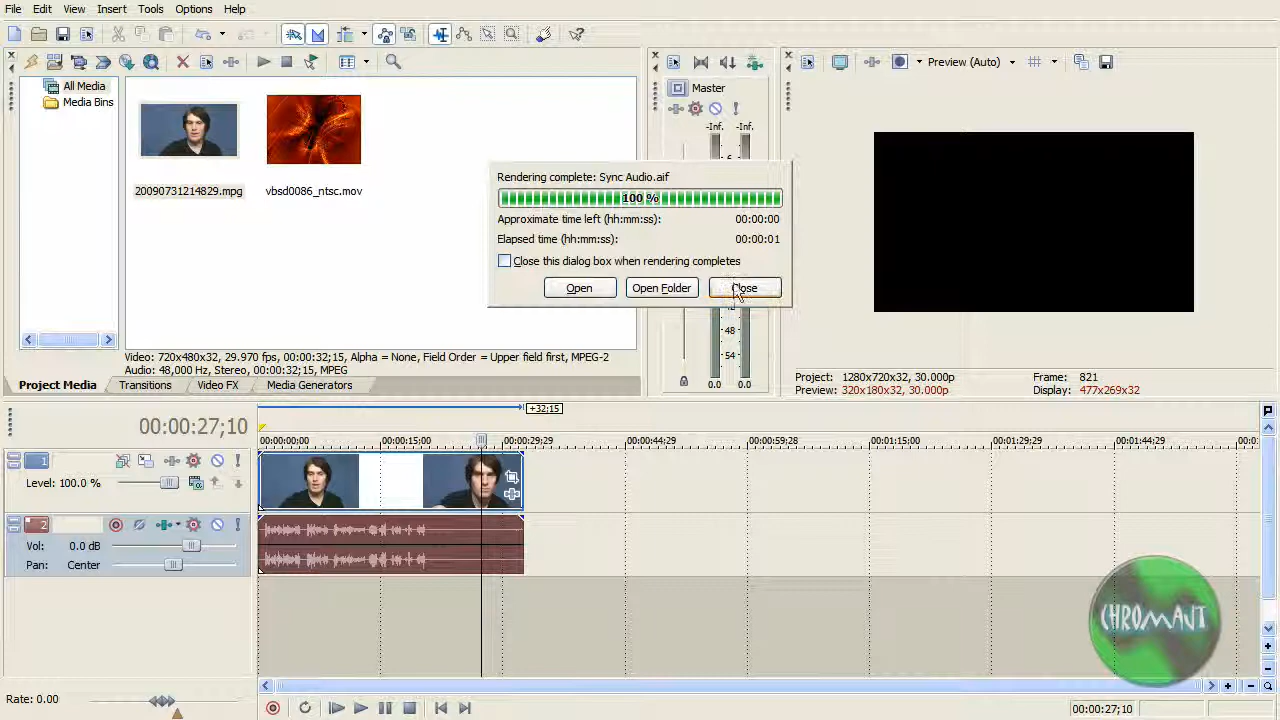 File Edit View Insert Tools Options Help
All Media
Media Bins
20090731214829.mpg
vbsd0086_ntsc.mov
Video: 720x480x32, 29.970 fps, 00:00:32;15, Alpha = None, Field Order = Upper field first, MPEG-2
Audio: 48,000 Hz, Stereo, 00:00:32;15, MPEG
Project Media Transitions Video FX Media Generators
Rendering complete: Sync Audio.aif
100 %
Approximate time left (hh:mm:ss): 00:00:00
Elapsed time (hh:mm:ss): 00:00:01
Close this dialog box when rendering completes
Open Open Folder Close
Master
-Inf. -Inf.
48
54
0.0 0.0
Preview (Auto)
Project: 1280x720x32, 30.000p Frame: 821
Preview: 320x180x32, 30.000p Display: 477x269x32
00:00:27;10
+32;15
00:00:00;00 00:00:15;00 00:00:29;29 00:00:44;29 00:00:59;28 00:01:15;00 00:01:29;29 00:01:44;29
1
Level: 100.0 %
2
Vol: 0.0 dB
Pan: Center
CHROMAJT
Rate: 0.00
00:00:27;10